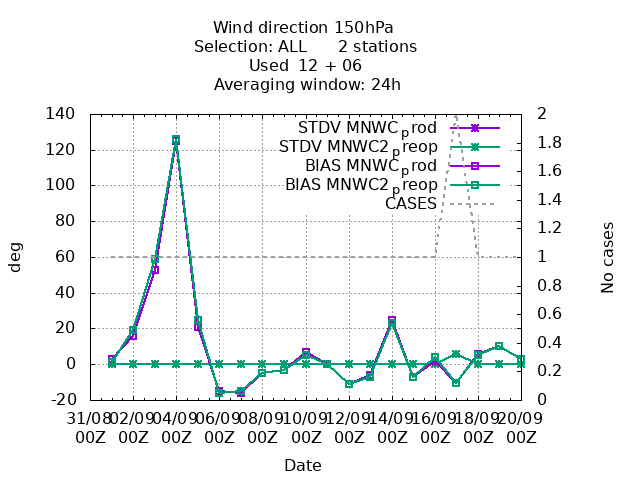 Wind direction 150hPa
Selection: ALL 2 stations
Used 12 + 06
Averaging window: 24h
STDV MNWC_prod
STDV MNWC2_preop
BIAS MNWC_prod
BIAS MNWC2_preop
CASES
140
120
100
80
60
40
20
0
-20
deg
2
1.8
1.6
1.4
1.2
1
0.8
0.6
0.4
0.2
0
No cases
31/08 02/09 04/09 06/09 08/09 10/09 12/09 14/09 16/09 18/09 20/09
00Z 00Z 00Z 00Z 00Z 00Z 00Z 00Z 00Z 00Z 00Z
Date